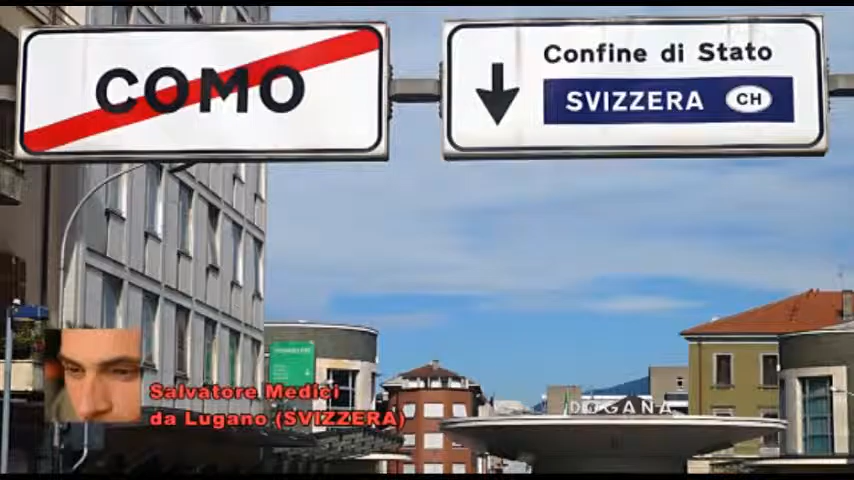 COMO
Confine di Stato
SVIZZERA CH
DOGANA
Salvatore Medici
da Lugano (SVIZZERA)